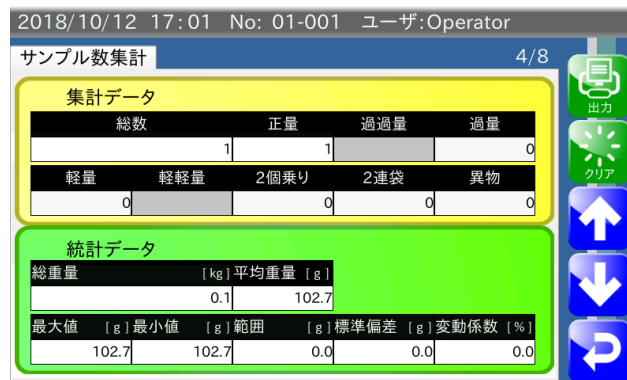 2018/10/12 17:01 No: 01-001 ユーザ:Operator
サンプル数集計 4/8
集計データ
総数 正量 過過量 過量
1 1 0
軽量 軽軽量 2個乗り 2連袋 異物
0 0 0 0
統計データ
総重量 [kg] 平均重量 [g]
0.1 102.7
最大値 [g] 最小値 [g] 範囲 [g] 標準偏差 [g] 変動係数 [%]
102.7 102.7 0.0 0.0 0.0
出力
クリア